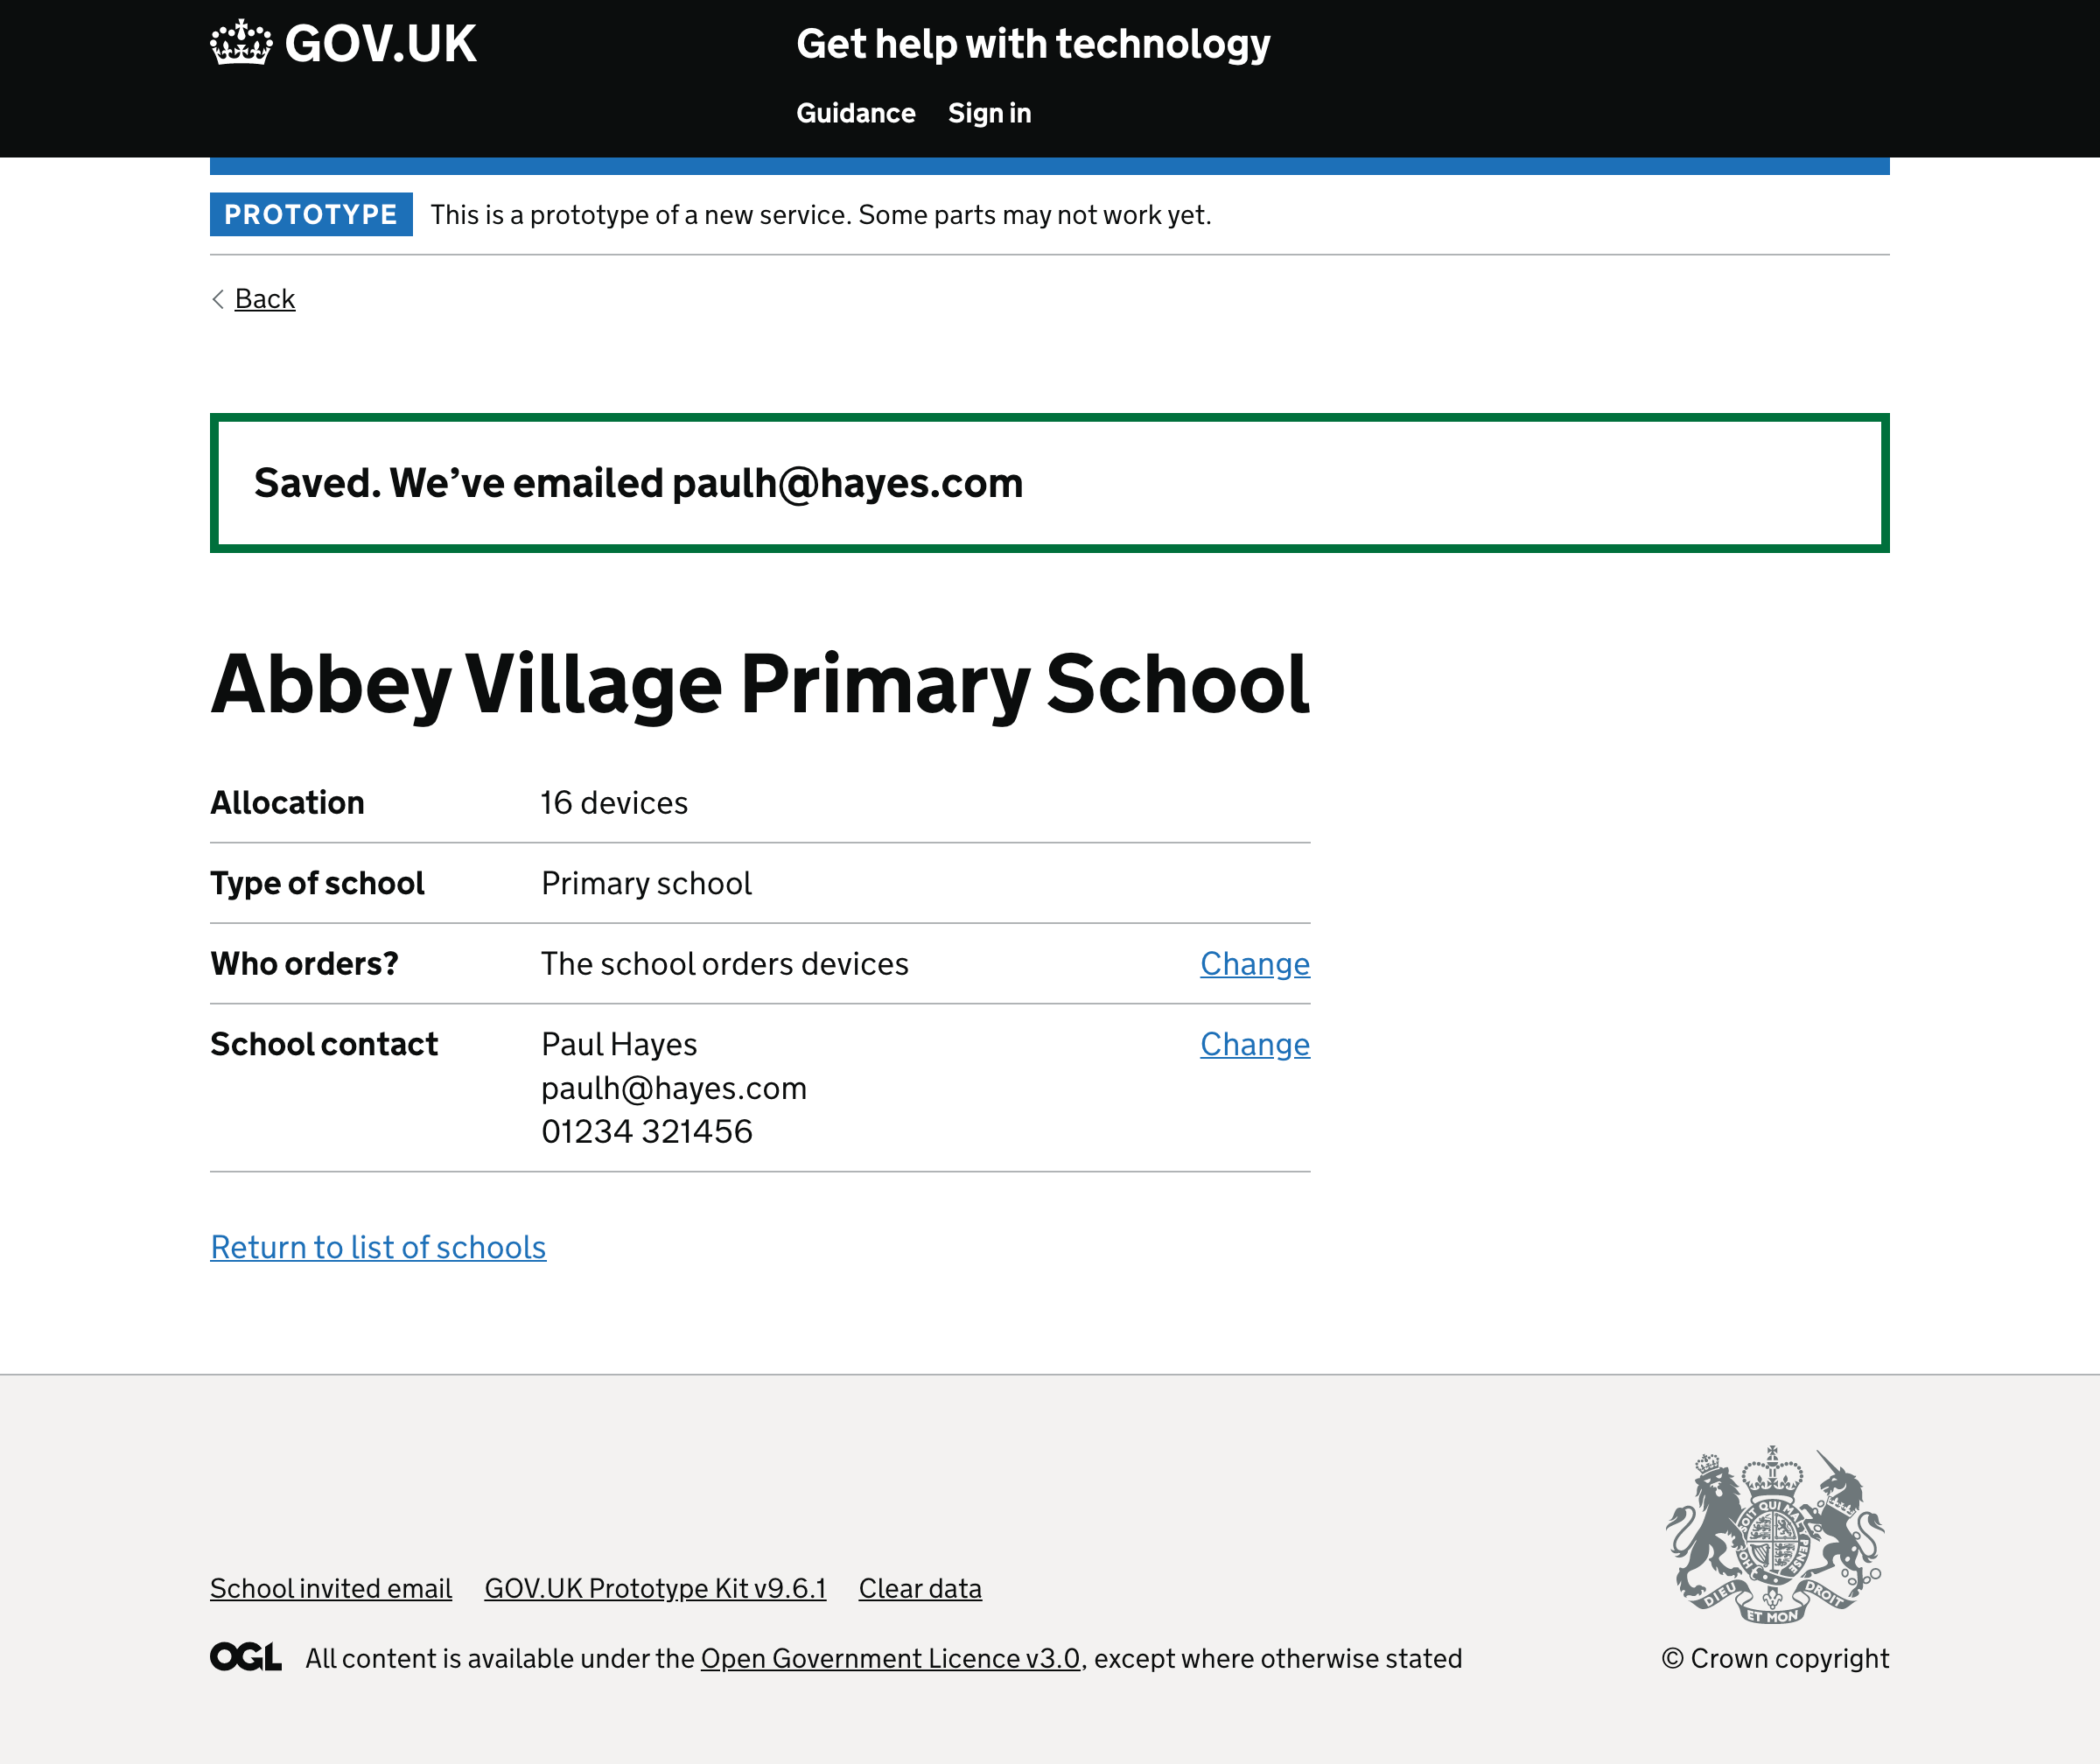 GOV.UK
Get help with technology
Guidance Sign in
PROTOTYPE This is a prototype of a new service. Some parts may not work yet.
Back
Saved. We’ve emailed paulh@hayes.com
Abbey Village Primary School
Allocation 16 devices
Type of school Primary school
Who orders? The school orders devices Change
School contact Paul Hayes Change
paulh@hayes.com
01234 321456
Return to list of schools
School invited email GOV.UK Prototype Kit v9.6.1 Clear data
OGL All content is available under the Open Government Licence v3.0, except where otherwise stated
HONI SOIT QUI MAL Y PENSE
DIEU ET MON DROIT
© Crown copyright